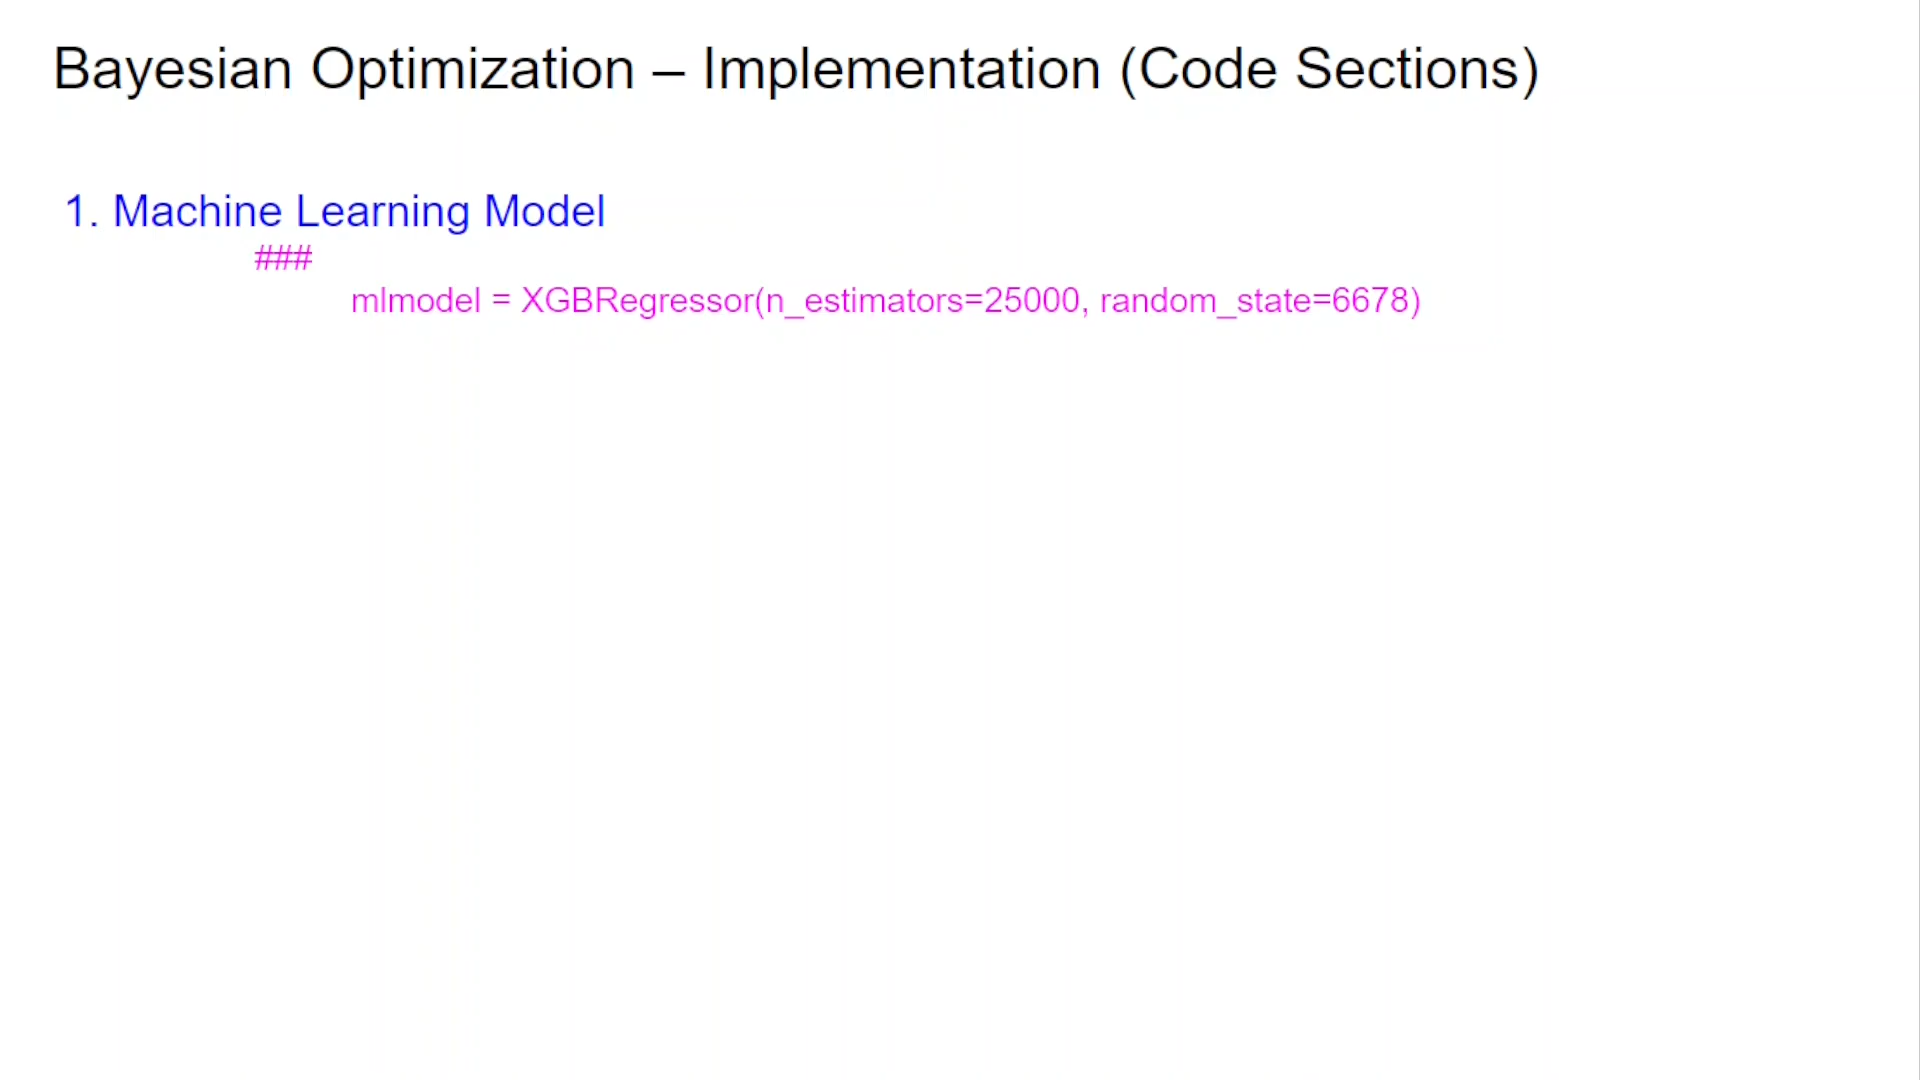 Bayesian Optimization – Implementation (Code Sections)
1. Machine Learning Model
###
mlmodel = XGBRegressor(n_estimators=25000, random_state=6678)